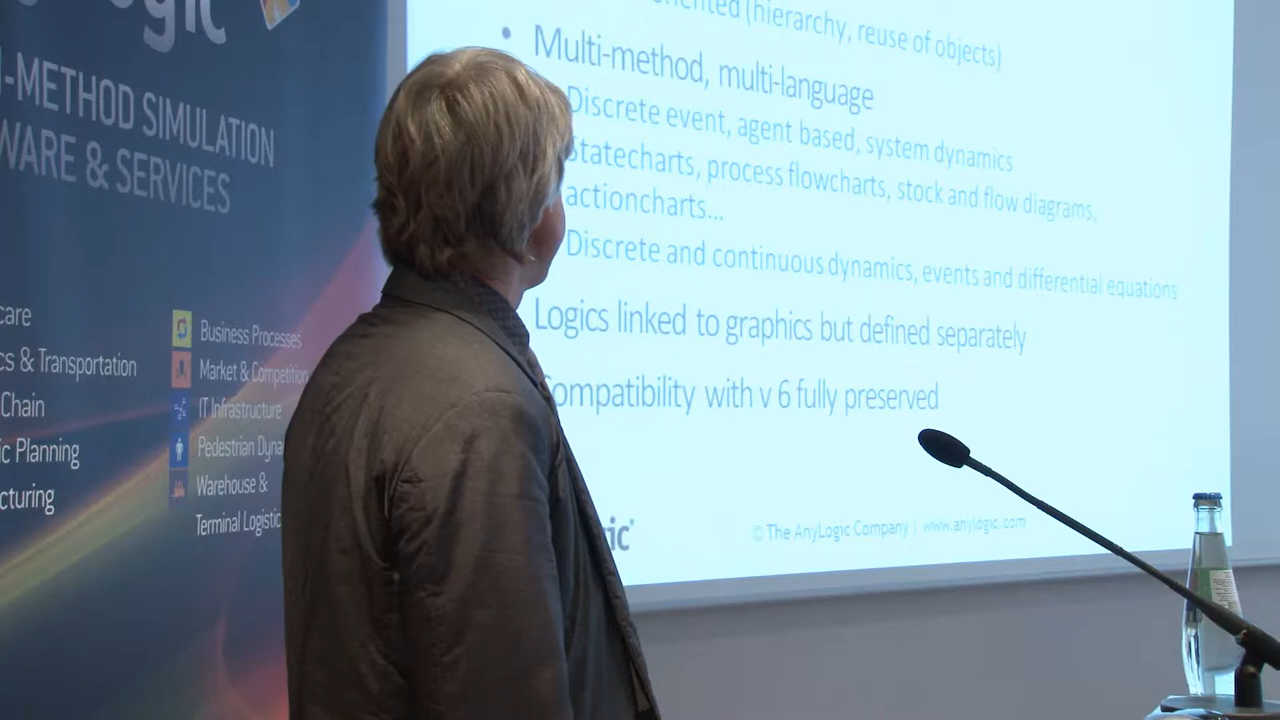 ogic
-METHOD SIMULATION
WARE & SERVICES
care
cs & Transportation
Chain
ic Planning
cturing
Business Processes
Market & Competition
IT Infrastructure
Pedestrian Dyna
Warehouse &
Terminal Logistic
oriented (hierarchy, reuse of objects)
• Multi-method, multi-language
Discrete event, agent based, system dynamics
Statecharts, process flowcharts, stock and flow diagrams,
actioncharts...
Discrete and continuous dynamics, events and differential equations
Logics linked to graphics but defined separately
Compatibility with v 6 fully preserved
gic
© The AnyLogic Company | www.anylogic.com